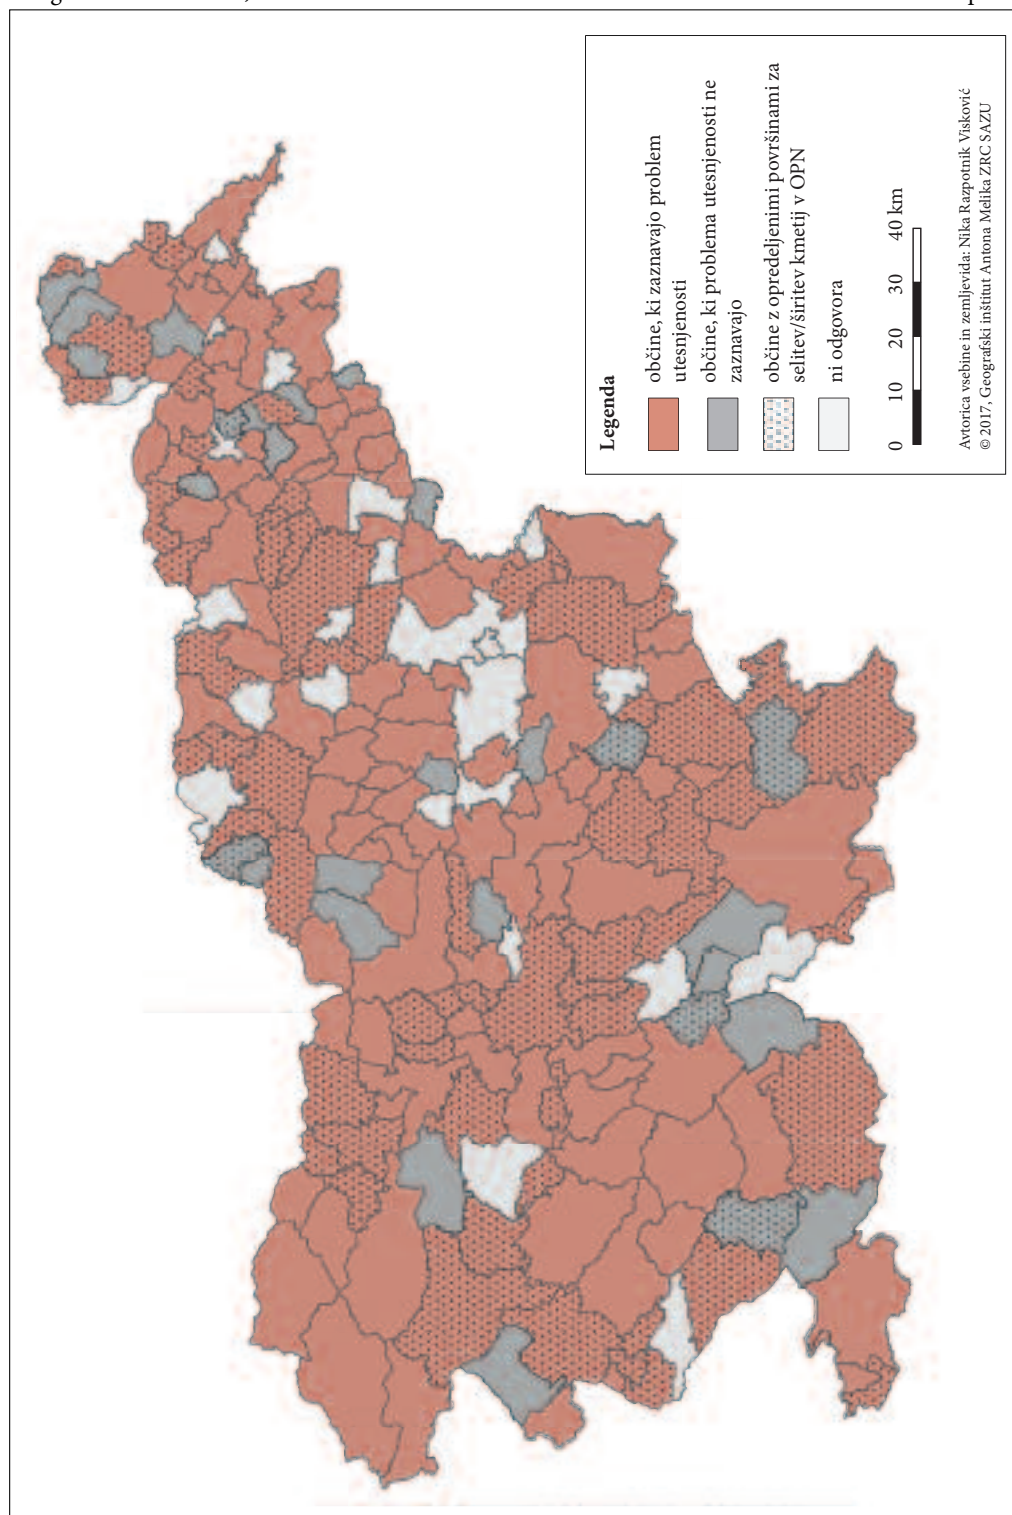 Legenda
občine, ki zaznavajo problem
utesnjenosti
občine, ki problema utesnjenosti ne
zaznavajo
občine z opredeljenimi površinami za
selitev/širitev kmetij v OPN
ni odgovora
0 10 20 30 40 km
Avtorica vsebine in zemljevida: Nika Razpotnik Visković
© 2017, Geografski inštitut Antona Melika ZRC SAZU